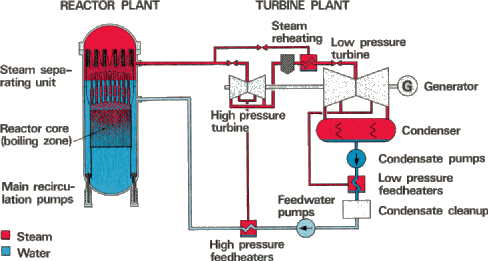 REACTOR PLANT
TURBINE PLANT
Steam
reheating
Low pressure
turbine
Steam sepa-
rating unit
G
Generator
High pressure
turbine
Reactor core
(boiling zone)
Condenser
Condensate pumps
Low pressure
feedheaters
Main recircu-
lation pumps
Feedwater
pumps
Condensate cleanup
High pressure
feedheaters
Steam
Water